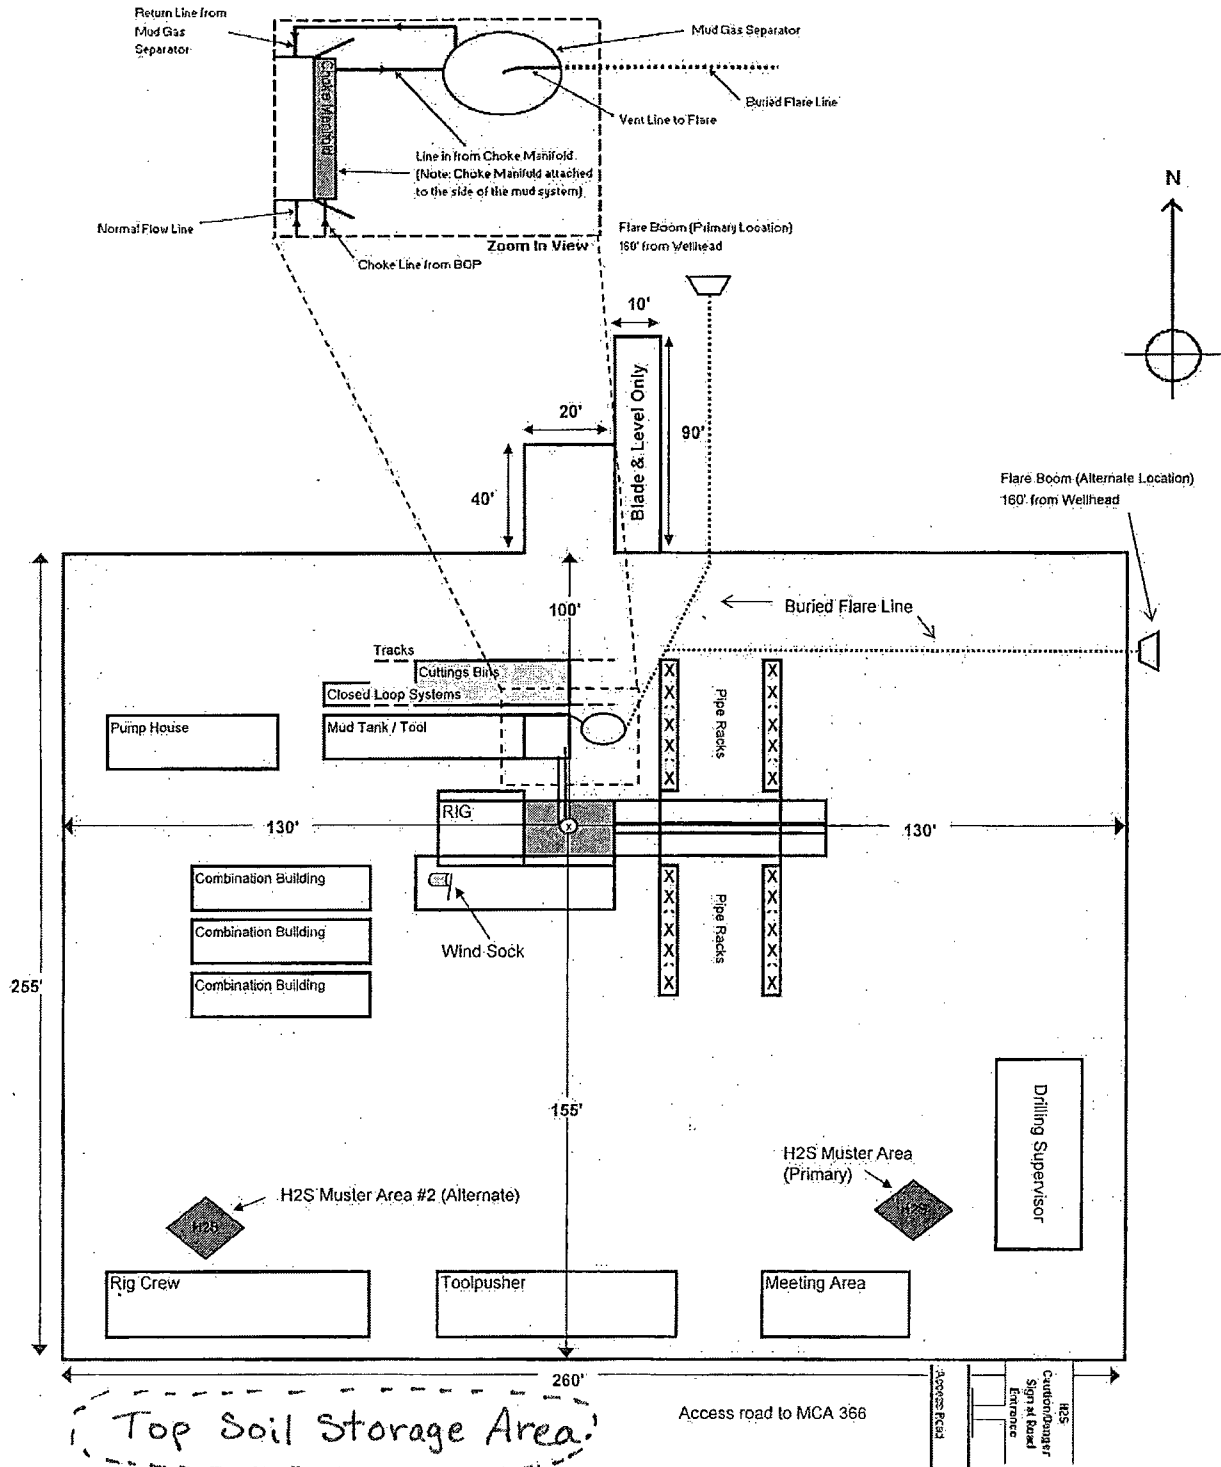 Return Line from
Mud Gas
Separator
Mud Gas Separator
Buried Flare Line
Vent Line to Flare
Choke Manifold
Line in from Choke Manifold
(Note: Choke Manifold attached
to the side of the mud system)
Normal Flow Line
Choke Line from BOP
Zoom In View
Flare Boom (Primary Location)
160' from Wellhead
N
10'
20'
Blade & Level Only
90'
40'
Flare Boom (Alternate Location)
160' from Wellhead
100'
Buried Flare Line
Tracks
Cuttings Bins
Closed Loop Systems
Pump House
Mud Tank / Tool
X
X
X
X
X
X
X
X
X
X
Pipe Racks
RIG
x
130'
130'
Combination Building
Combination Building
Combination Building
Wind Sock
X
X
X
X
X
X
X
X
X
X
Pipe Racks
255'
155'
Drilling Supervisor
H2S Muster Area
(Primary)
H2S
H2S Muster Area #2 (Alternate)
H2S
Rig Crew
Toolpusher
Meeting Area
260'
Top Soil Storage Area
Access road to MCA 366
Access Road
H2S
Caution/Danger
Sign at Road
Entrance